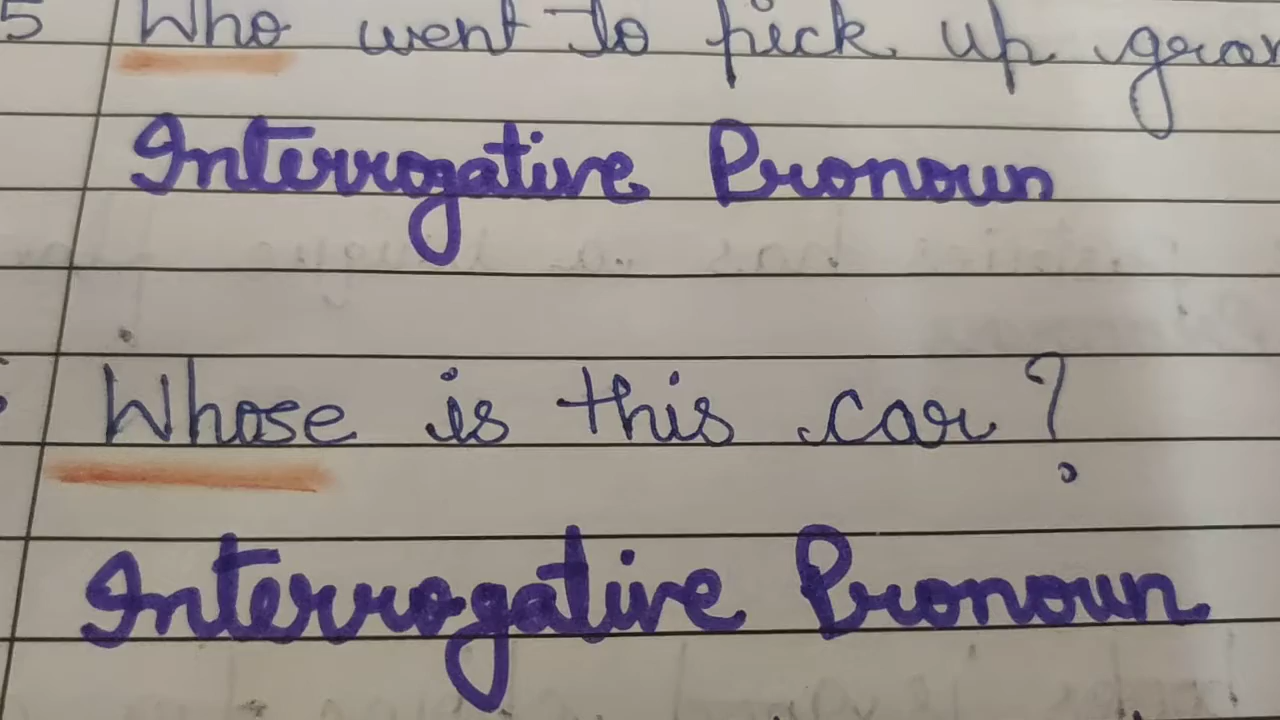 5 Who went to pick up
Interrogative Pronoun
Whose is this car?
Interrogative Pronoun